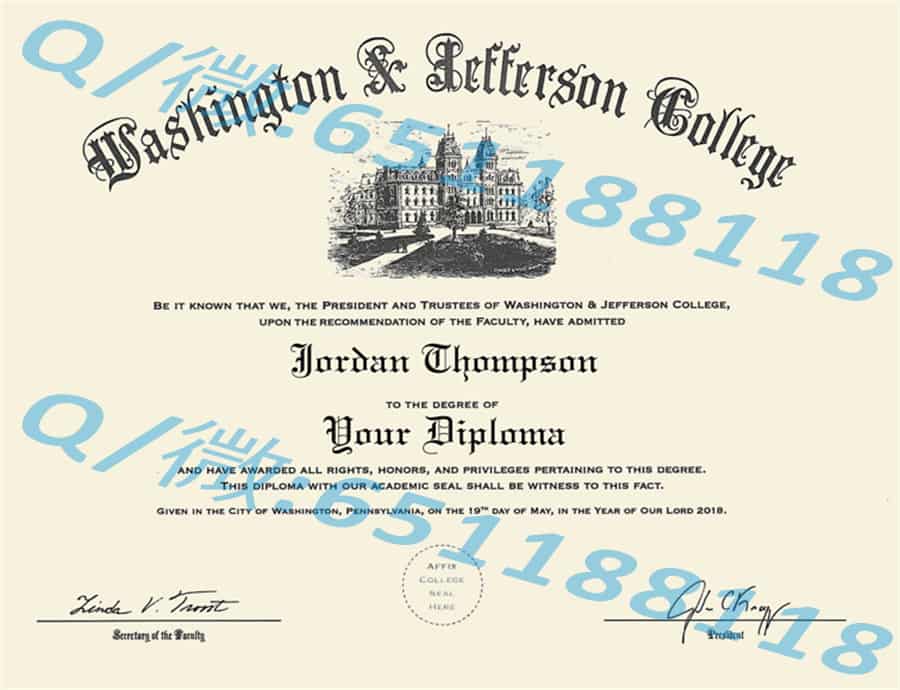 Washington & Jefferson College
Q/微:65118 8118
BE IT KNOWN THAT WE, THE PRESIDENT AND TRUSTEES OF WASHINGTON & JEFFERSON COLLEGE,
UPON THE RECOMMENDATION OF THE FACULTY, HAVE ADMITTED
Jordan Thompson
TO THE DEGREE OF
Your Diploma
AND HAVE AWARDED ALL RIGHTS, HONORS, AND PRIVILEGES PERTAINING TO THIS DEGREE.
THIS DIPLOMA WITH OUR ACADEMIC SEAL SHALL BE WITNESS TO THIS FACT.
GIVEN IN THE CITY OF WASHINGTON, PENNSYLVANIA, ON THE 19TH DAY OF MAY, IN THE YEAR OF OUR LORD 2018.
Q/微:651188118
AFFIX
COLLEGE
SEAL
HERE
Linda V. Troost
Secretary of the Faculty
President